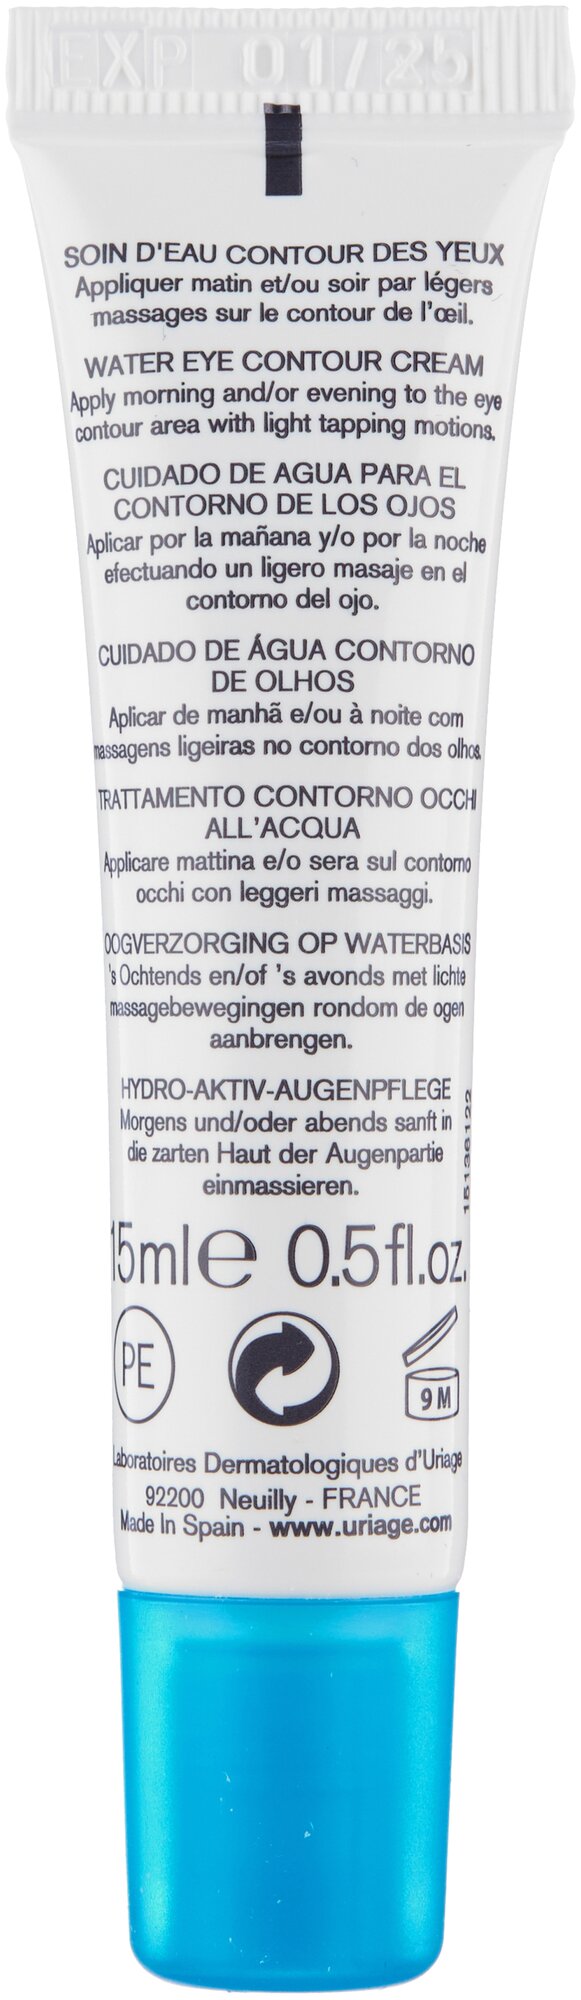 EXP 01/25
SOIN D'EAU CONTOUR DES YEUX
Appliquer matin et/ou soir par légers
massages sur le contour de l'œil.
WATER EYE CONTOUR CREAM
Apply morning and/or evening to the eye
contour area with light tapping motions.
CUIDADO DE AGUA PARA EL
CONTORNO DE LOS OJOS
Aplicar por la mañana y/o por la noche
efectuando un ligero masaje en el
contorno del ojo.
CUIDADO DE ÁGUA CONTORNO
DE OLHOS
Aplicar de manhã e/ou à noite com
massagens ligeiras no contorno dos olhos.
TRATTAMENTO CONTORNO OCCHI
ALL'ACQUA
Applicare mattina e/o sera sul contorno
occhi con leggeri massaggi.
OOGVERZORGING OP WATERBASIS
's Ochtends en/of 's avonds met lichte
massagebewegingen rondom de ogen
aanbrengen.
HYDRO-AKTIV-AUGENPFLEGE
Morgens und/oder abends sanft in
die zarten Haut der Augenpartie
einmassieren.
15ml℮ 0.5fl.oz.
PE
9 M
Laboratoires Dermatologiques d'Uriage
92200 Neuilly - FRANCE
Made In Spain - www.uriage.com